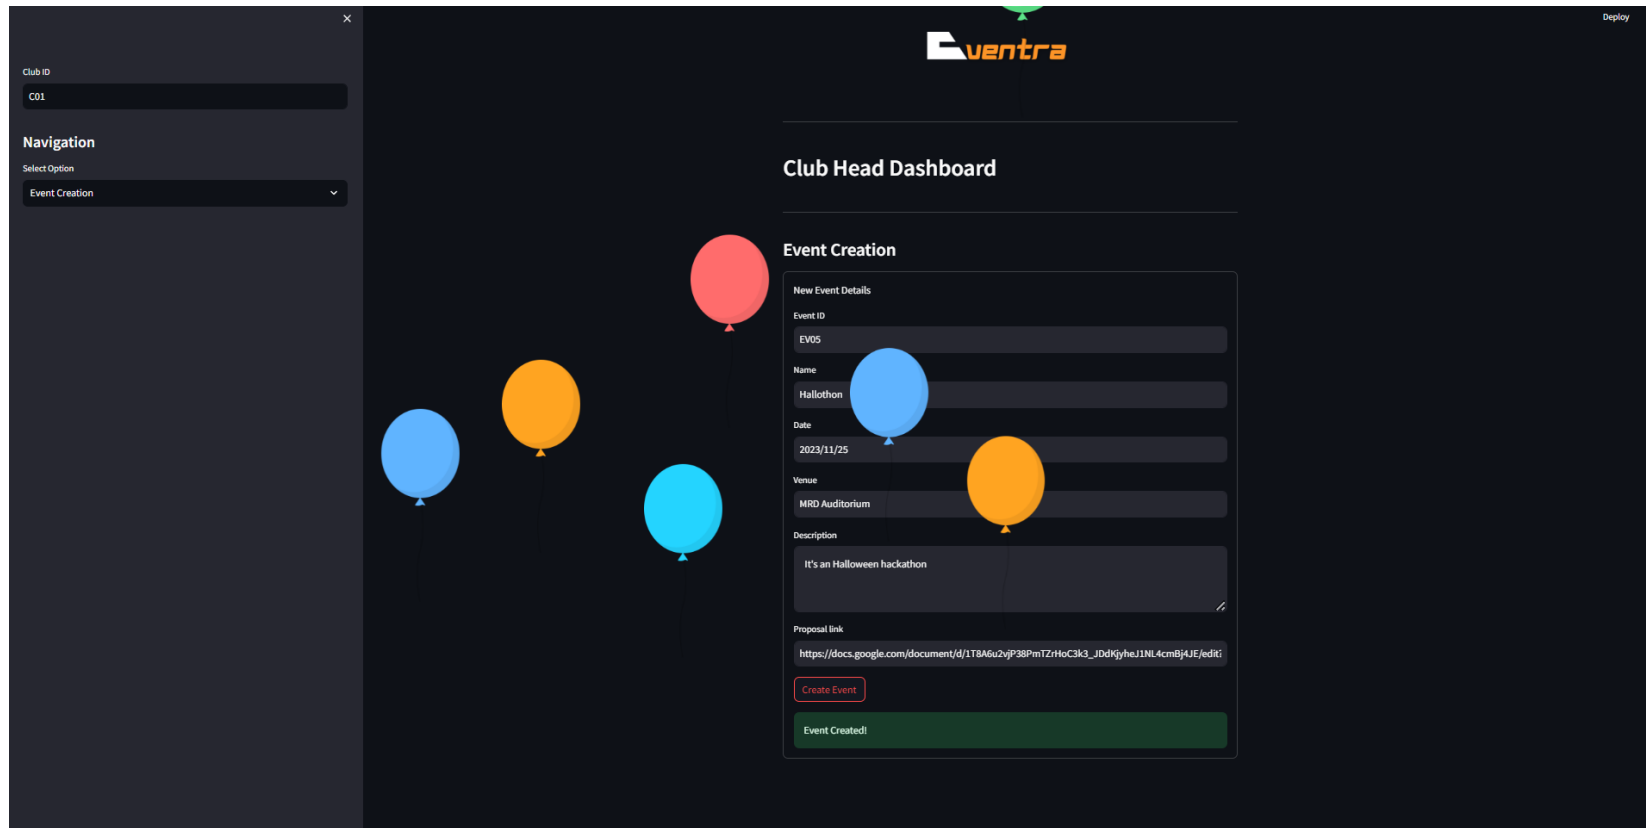 Deploy
Eventra
Club ID
C01
Navigation
Select Option
Event Creation
Club Head Dashboard
Event Creation
New Event Details
Event ID
EV05
Name
Hallothon
Date
2023/11/25
Venue
MRD Auditorium
Description
It's an Halloween hackathon
Proposal link
https://docs.google.com/document/d/1T8A6u2vjP38PmTZrHoC3k3_JDdKjyheJ1NL4cmBj4JE/edit?
Create Event
Event Created!